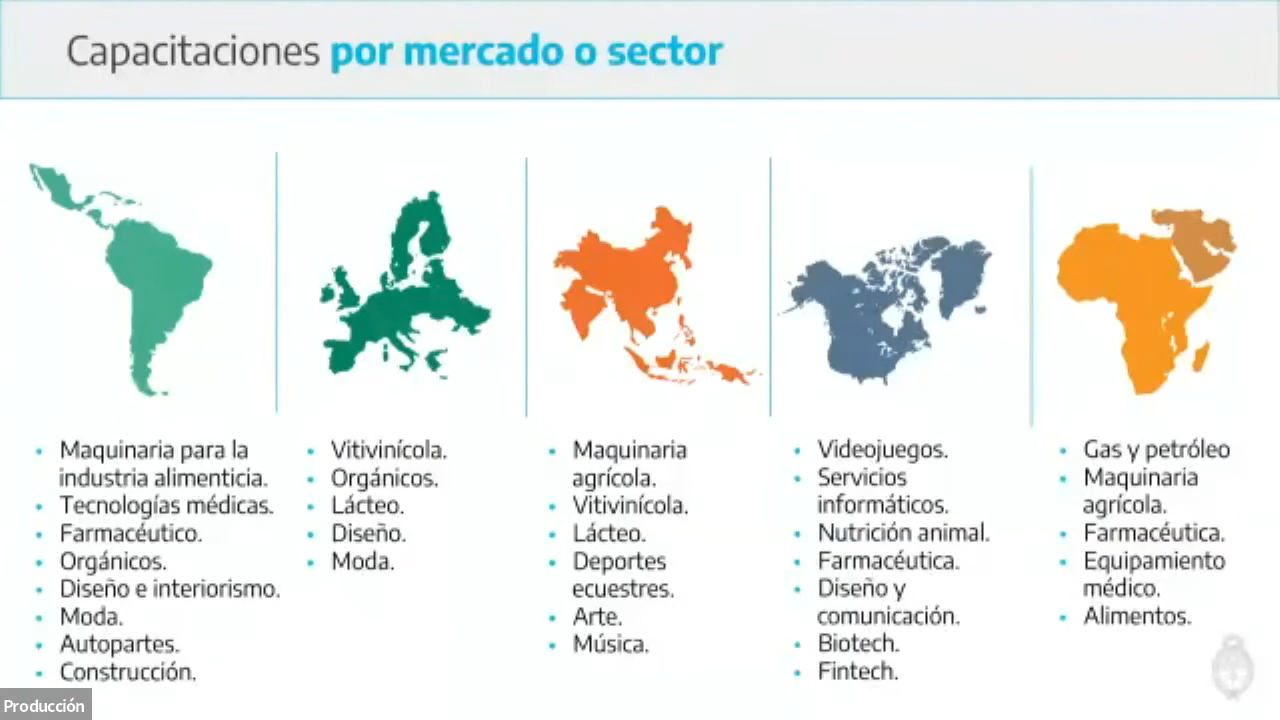 Capacitaciones por mercado o sector
• Maquinaria para la
industria alimenticia.
• Tecnologías médicas.
• Farmacéutico.
• Orgánicos.
• Diseño e interiorismo.
• Moda.
• Autopartes.
• Construcción.
• Vitivinícola.
• Orgánicos.
• Lácteo.
• Diseño.
• Moda.
• Maquinaria
agrícola.
• Vitivinícola.
• Lácteo.
• Deportes
ecuestres.
• Arte.
• Música.
• Videojuegos.
• Servicios
informáticos.
• Nutrición animal.
• Farmacéutica.
• Diseño y
comunicación.
• Biotech.
• Fintech.
• Gas y petróleo
• Maquinaria
agrícola.
• Farmacéutica.
• Equipamiento
médico.
• Alimentos.
Producción